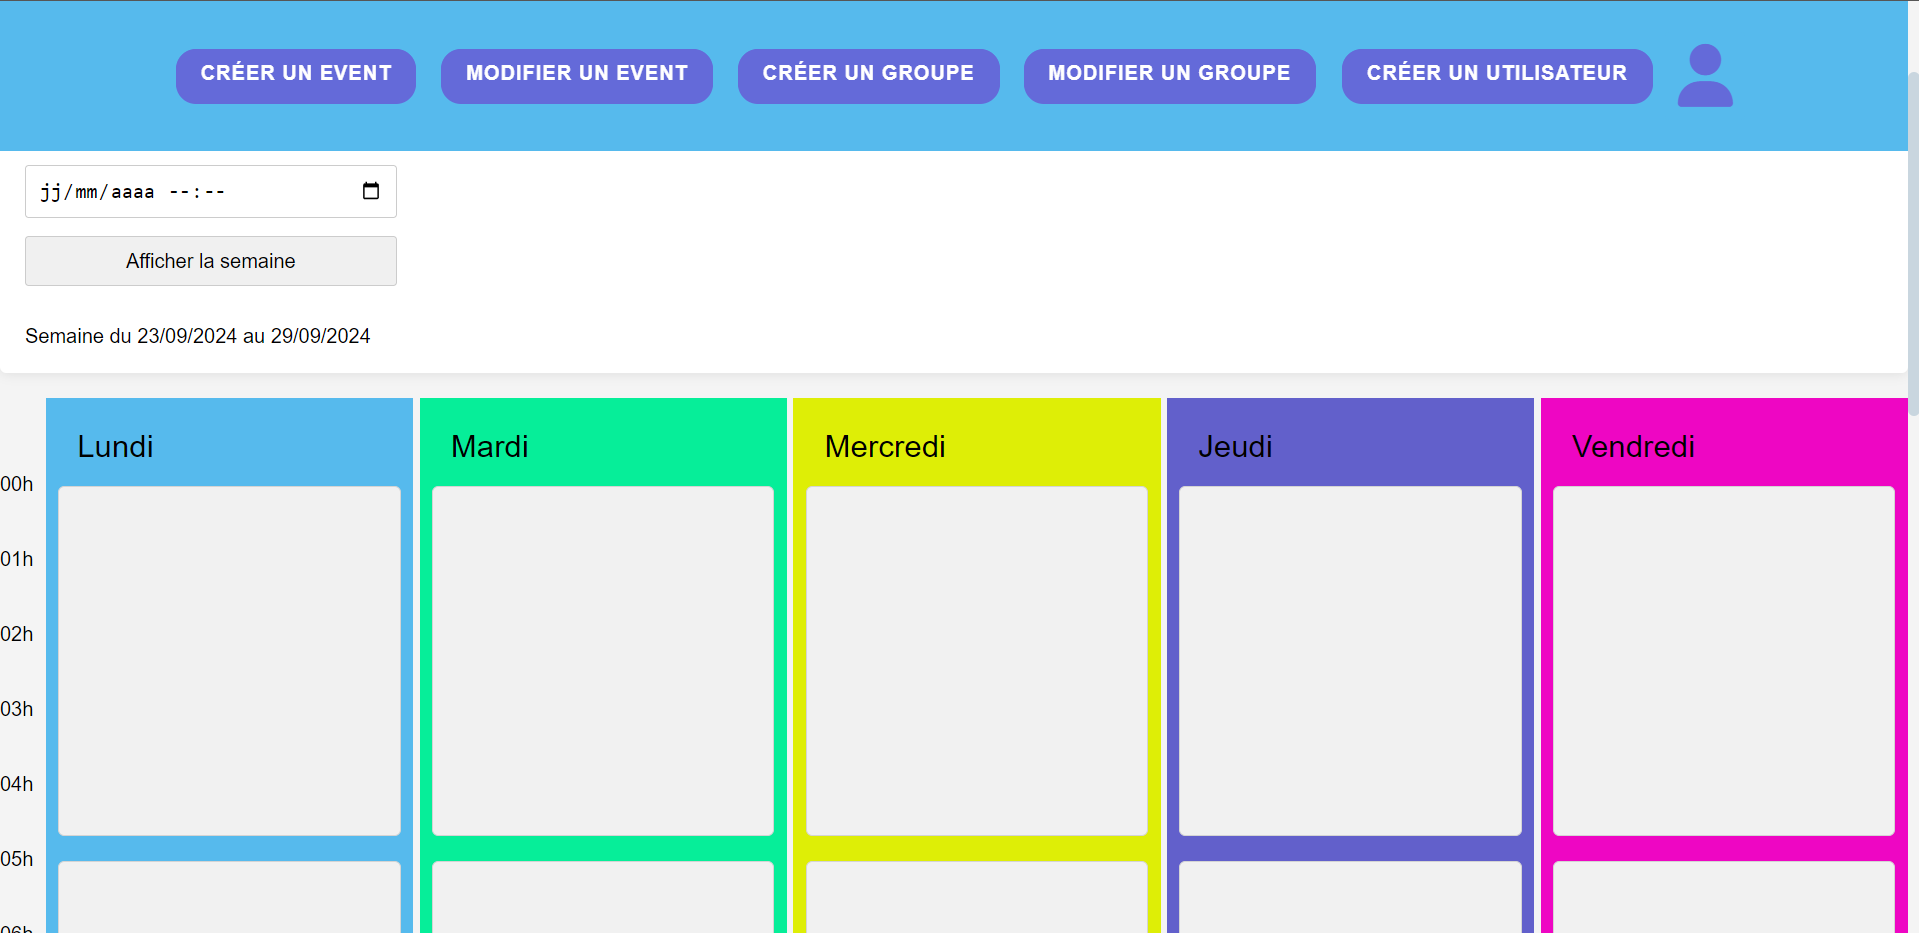 CRÉER UN EVENT MODIFIER UN EVENT CRÉER UN GROUPE MODIFIER UN GROUPE CRÉER UN UTILISATEUR
jj/mm/aaaa --:--
Afficher la semaine
Semaine du 23/09/2024 au 29/09/2024
Lundi Mardi Mercredi Jeudi Vendredi
00h
01h
02h
03h
04h
05h
06h